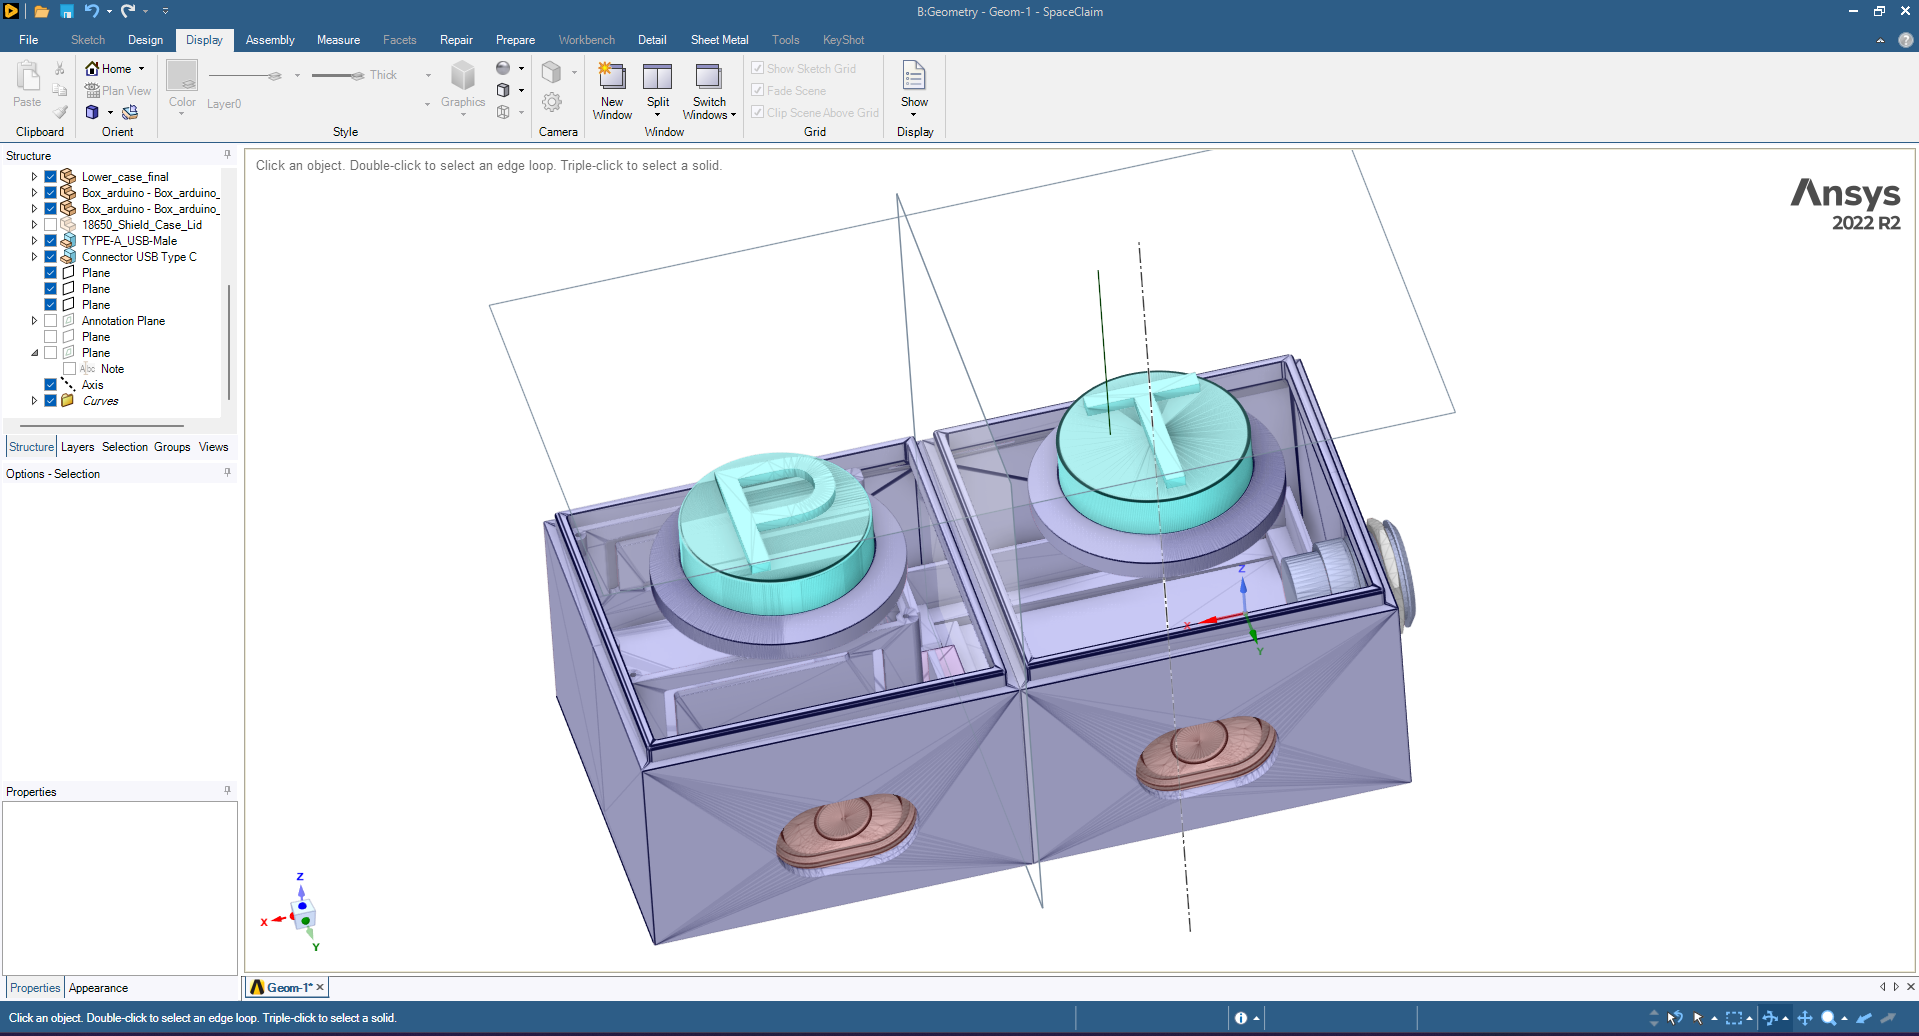 B:Geometry - Geom-1 - SpaceClaim
File Sketch Design Display Assembly Measure Facets Repair Prepare Workbench Detail Sheet Metal Tools KeyShot
Paste
Clipboard
Home
Plan View
Orient
Color
Layer0
Thick
Graphics
Style
Camera
New Window
Split
Switch Windows
Window
Show Sketch Grid
Fade Scene
Clip Scene Above Grid
Grid
Show
Display
Structure
Lower_case_final
Box_arduino - Box_arduino_
Box_arduino - Box_arduino_
18650_Shield_Case_Lid
TYPE-A_USB-Male
Connector USB Type C
Plane
Plane
Plane
Annotation Plane
Plane
Plane
Abc Note
Axis
Curves
Structure Layers Selection Groups Views
Options - Selection
Properties
Properties Appearance
Click an object. Double-click to select an edge loop. Triple-click to select a solid.
Ansys
2022 R2
P
T
Z
X
Y
Z
X
Y
Geom-1*
Click an object. Double-click to select an edge loop. Triple-click to select a solid.